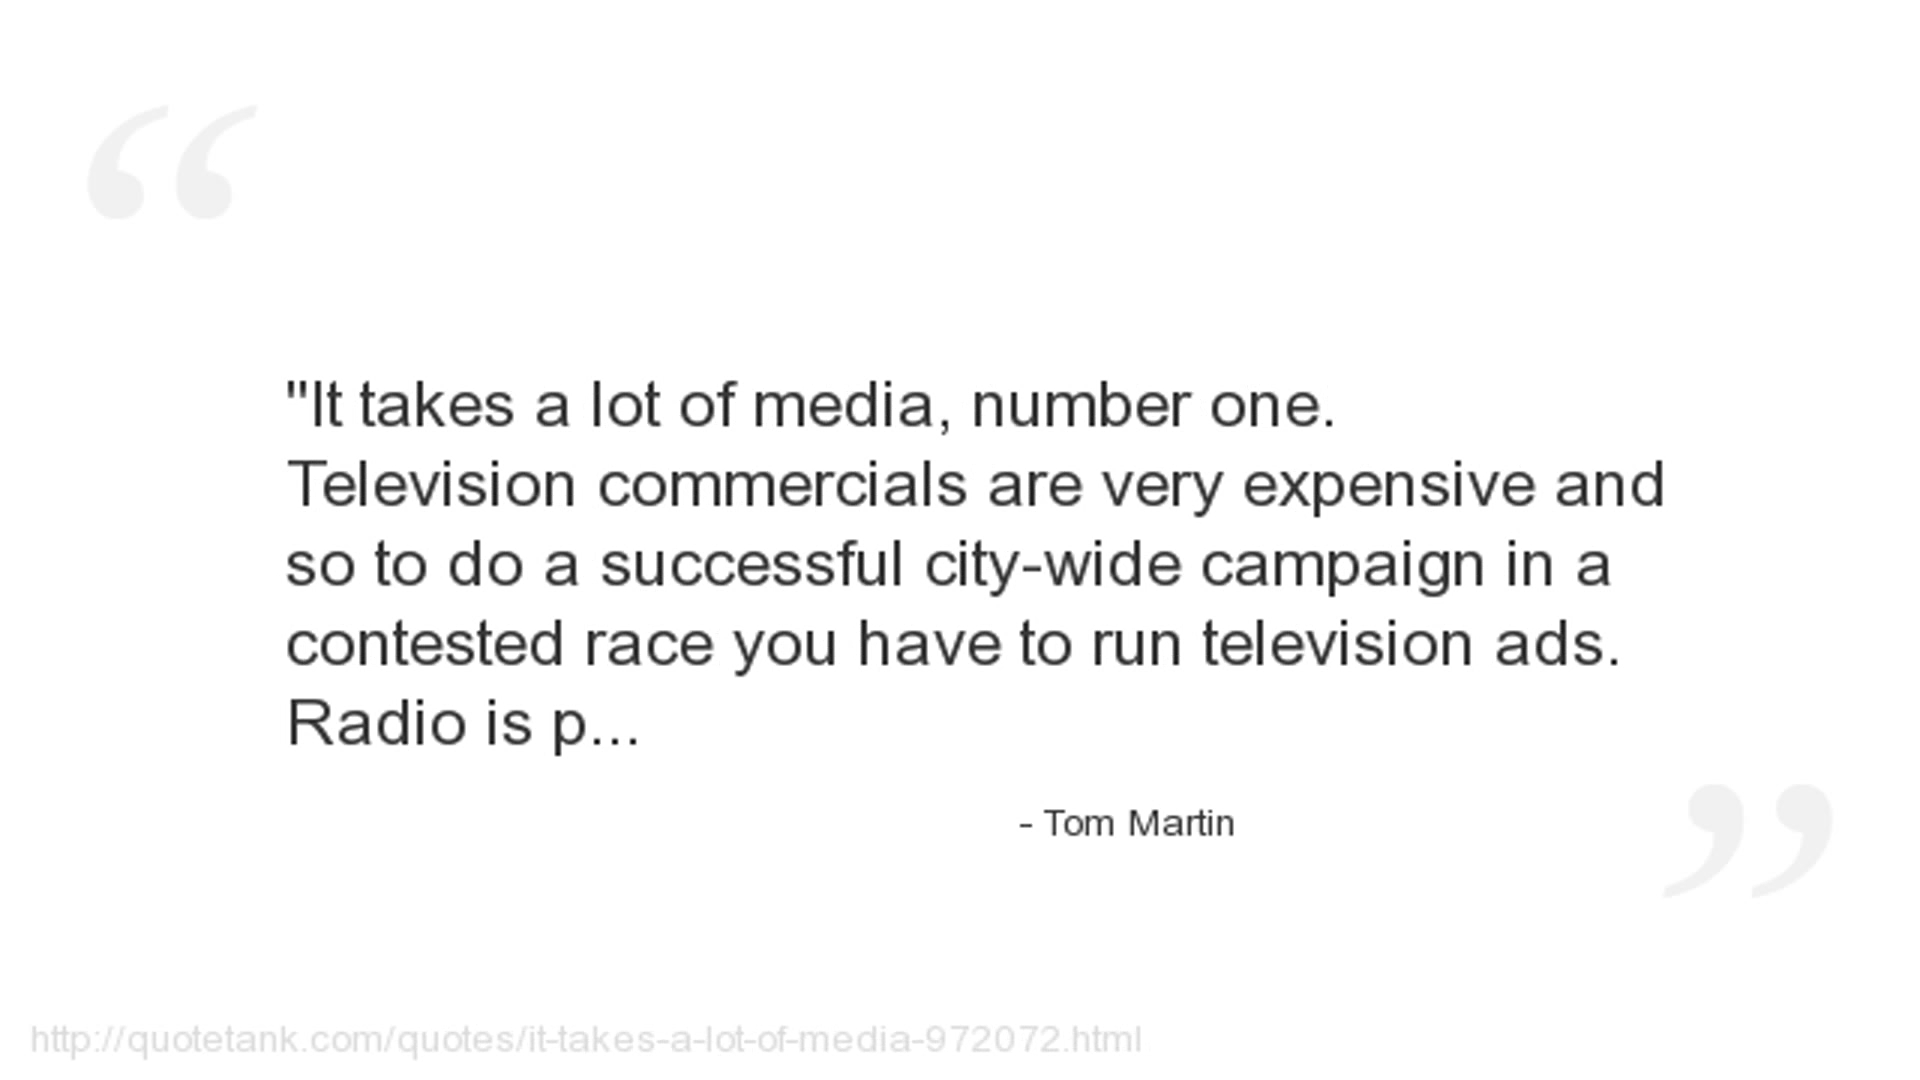 "It takes a lot of media, number one.
Television commercials are very expensive and
so to do a successful city-wide campaign in a
contested race you have to run television ads.
Radio is p...
- Tom Martin
http://quotetank.com/quotes/it-takes-a-lot-of-media-972072.html